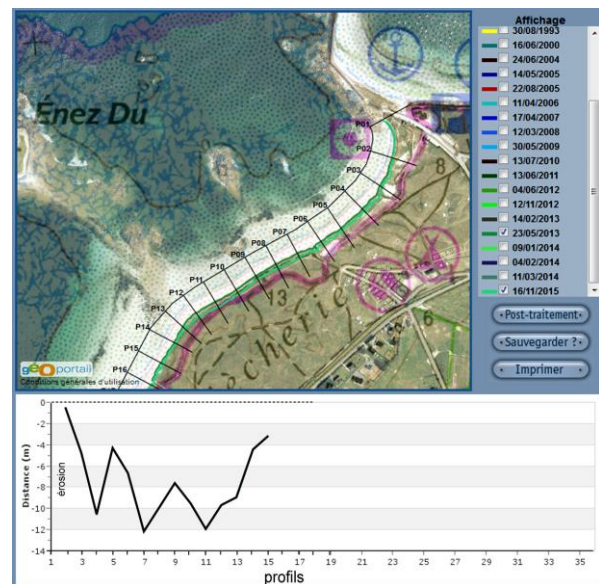 Affichage
30/08/1993
16/06/2000
24/06/2004
14/05/2005
22/08/2005
11/04/2006
17/04/2007
12/03/2008
30/05/2009
13/07/2010
13/06/2011
04/06/2012
12/11/2012
14/02/2013
23/05/2013
09/01/2014
04/02/2014
11/03/2014
16/11/2015
Post-traitement
Sauvegarder ?
Imprimer
Énez Du
P01
P02
P03
P04
P05
P06
P07
P08
P09
P10
P11
P12
P13
P14
P15
P16
8
13
6
chérie
géoportail
Conditions générales d'utilisation
Distance (m)
érosion
0
-2
-4
-6
-8
-10
-12
-14
1 3 5 7 9 11 13 15 17 19 21 23 25 27 29 31 33 35
profils